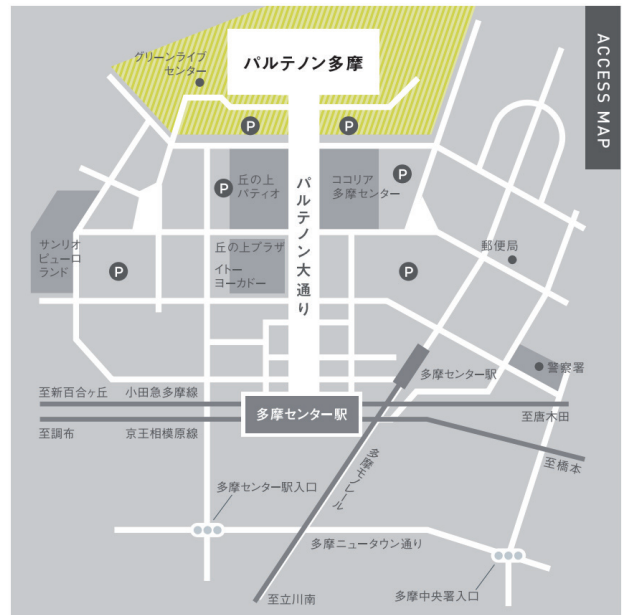 ACCESS MAP
グリーンライブ
センター
パルテノン多摩
P
P
P
P
丘の上
パティオ
パルテノン大通り
ココリア
多摩センター
サンリオ
ピューロ
ランド
P
丘の上プラザ
イトー
ヨーカドー
P
郵便局
多摩センター駅
警察署
至新百合ヶ丘
小田急多摩線
多摩センター駅
至唐木田
至調布
京王相模原線
至橋本
多摩モノレール
多摩センター駅入口
多摩ニュータウン通り
至立川南
多摩中央署入口